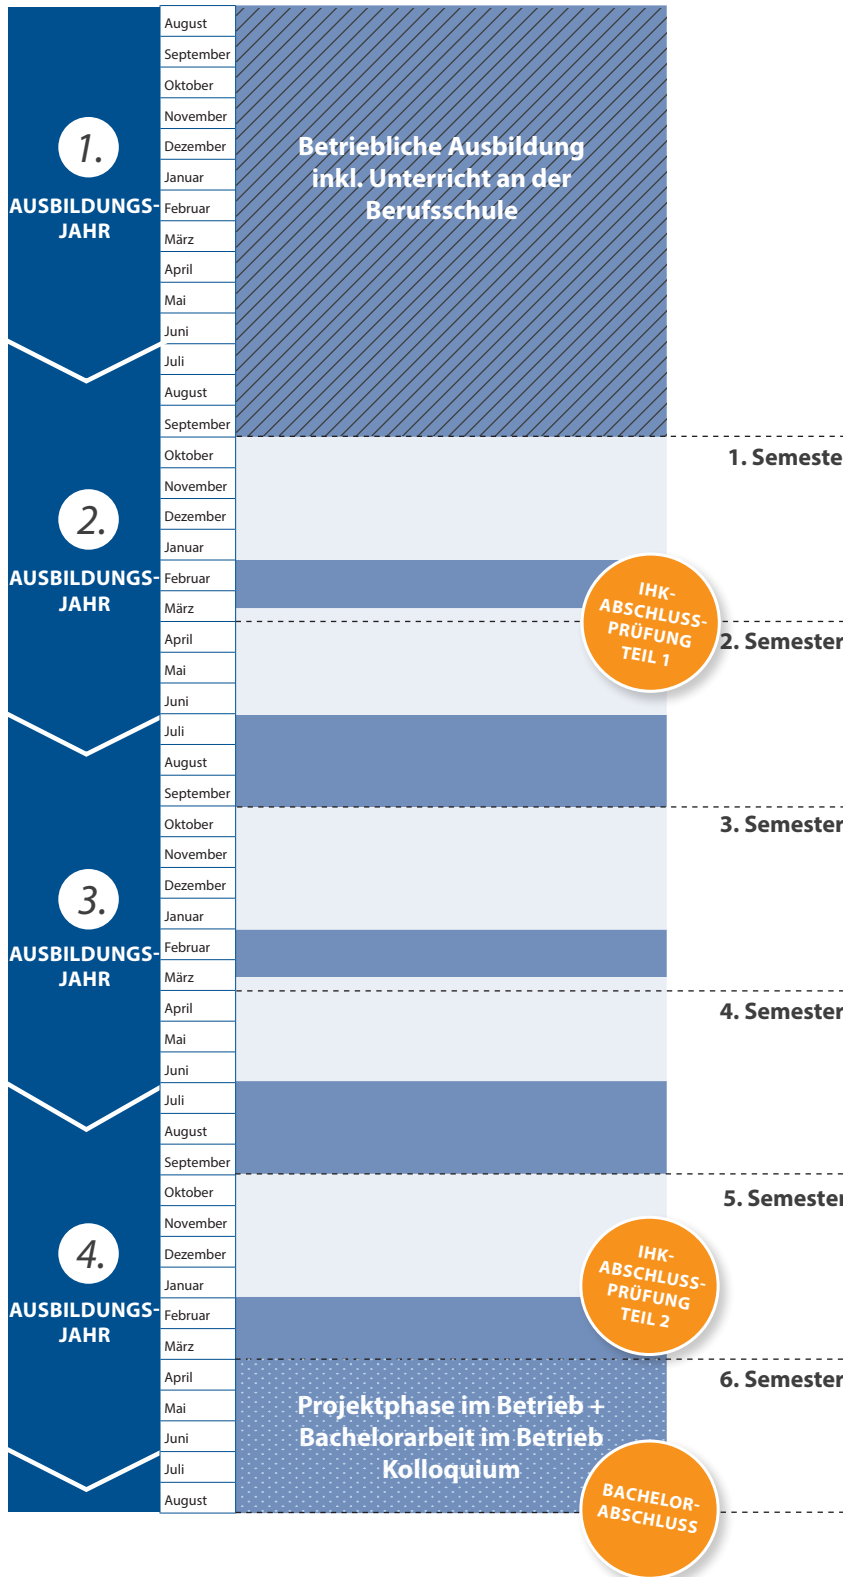 August
September
Oktober
November
Dezember
Januar
Februar
März
April
Mai
Juni
Juli
August
September
Oktober
November
Dezember
Januar
Februar
März
April
Mai
Juni
Juli
August
September
Oktober
November
Dezember
Januar
Februar
März
April
Mai
Juni
Juli
August
September
Oktober
November
Dezember
Januar
Februar
März
April
Mai
Juni
Juli
August
1.
AUSBILDUNGS-
JAHR
2.
AUSBILDUNGS-
JAHR
3.
AUSBILDUNGS-
JAHR
4.
AUSBILDUNGS-
JAHR
Betriebliche Ausbildung
inkl. Unterricht an der
Berufsschule
1. Semeste
IHK-
ABSCHLUSS-
PRÜFUNG
TEIL 1
2. Semester
3. Semester
4. Semester
5. Semester
IHK-
ABSCHLUSS-
PRÜFUNG
TEIL 2
6. Semester
Projektphase im Betrieb +
Bachelorarbeit im Betrieb
Kolloquium
BACHELOR-
ABSCHLUSS